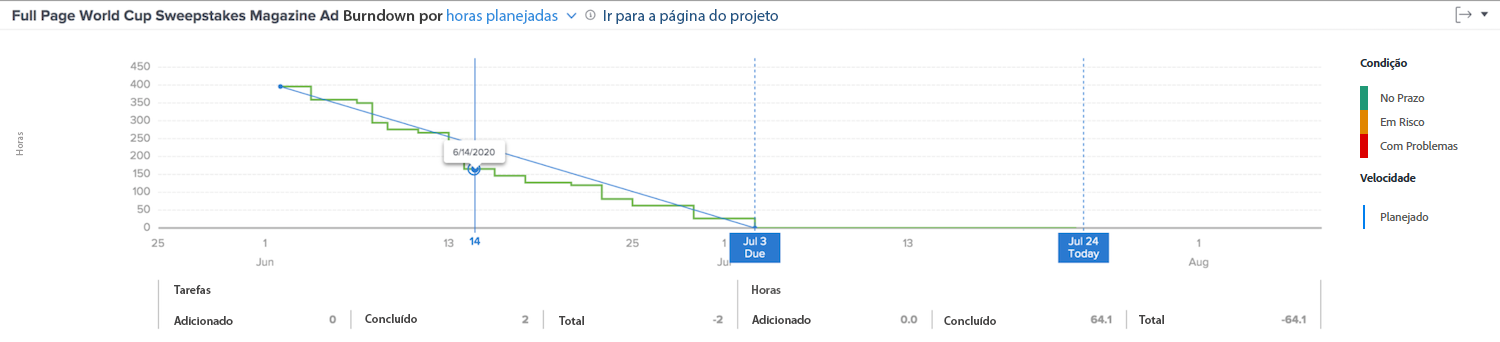 Full Page World Cup Sweepstakes Magazine Ad Burndown por horas planejadas Ir para a página do projeto
Condição
No Prazo
Em Risco
Com Problemas
Velocidade
Planejado
Horas
450
400
350
300
250
200
150
100
50
0
6/14/2020
25
1
Jun
13
14
25
1
Jul
Jul 3
Due
13
Jul 24
Today
1
Aug
Tarefas
Adicionado 0
Concluído 2
Total -2
Horas
Adicionado 0.0
Concluído 64.1
Total -64.1